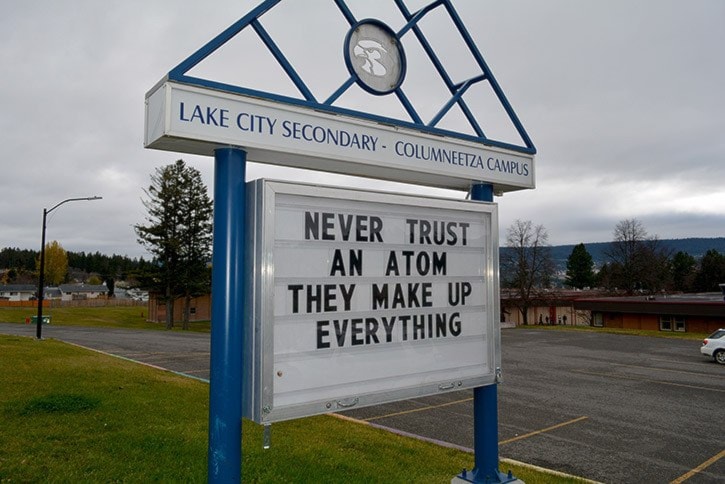 LAKE CITY SECONDARY - COLUMNEETZA CAMPUS
NEVER TRUST
AN ATOM
THEY MAKE UP
EVERYTHING